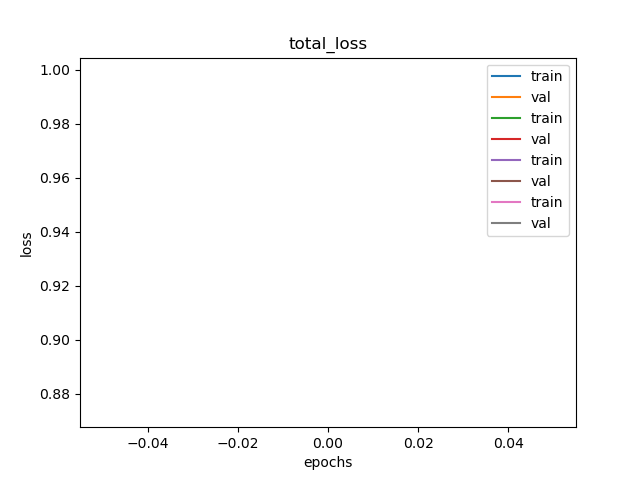 total_loss
train
val
train
val
train
val
train
val
1.00
0.98
0.96
0.94
0.92
0.90
0.88
loss
−0.04
−0.02
0.00
0.02
0.04
epochs